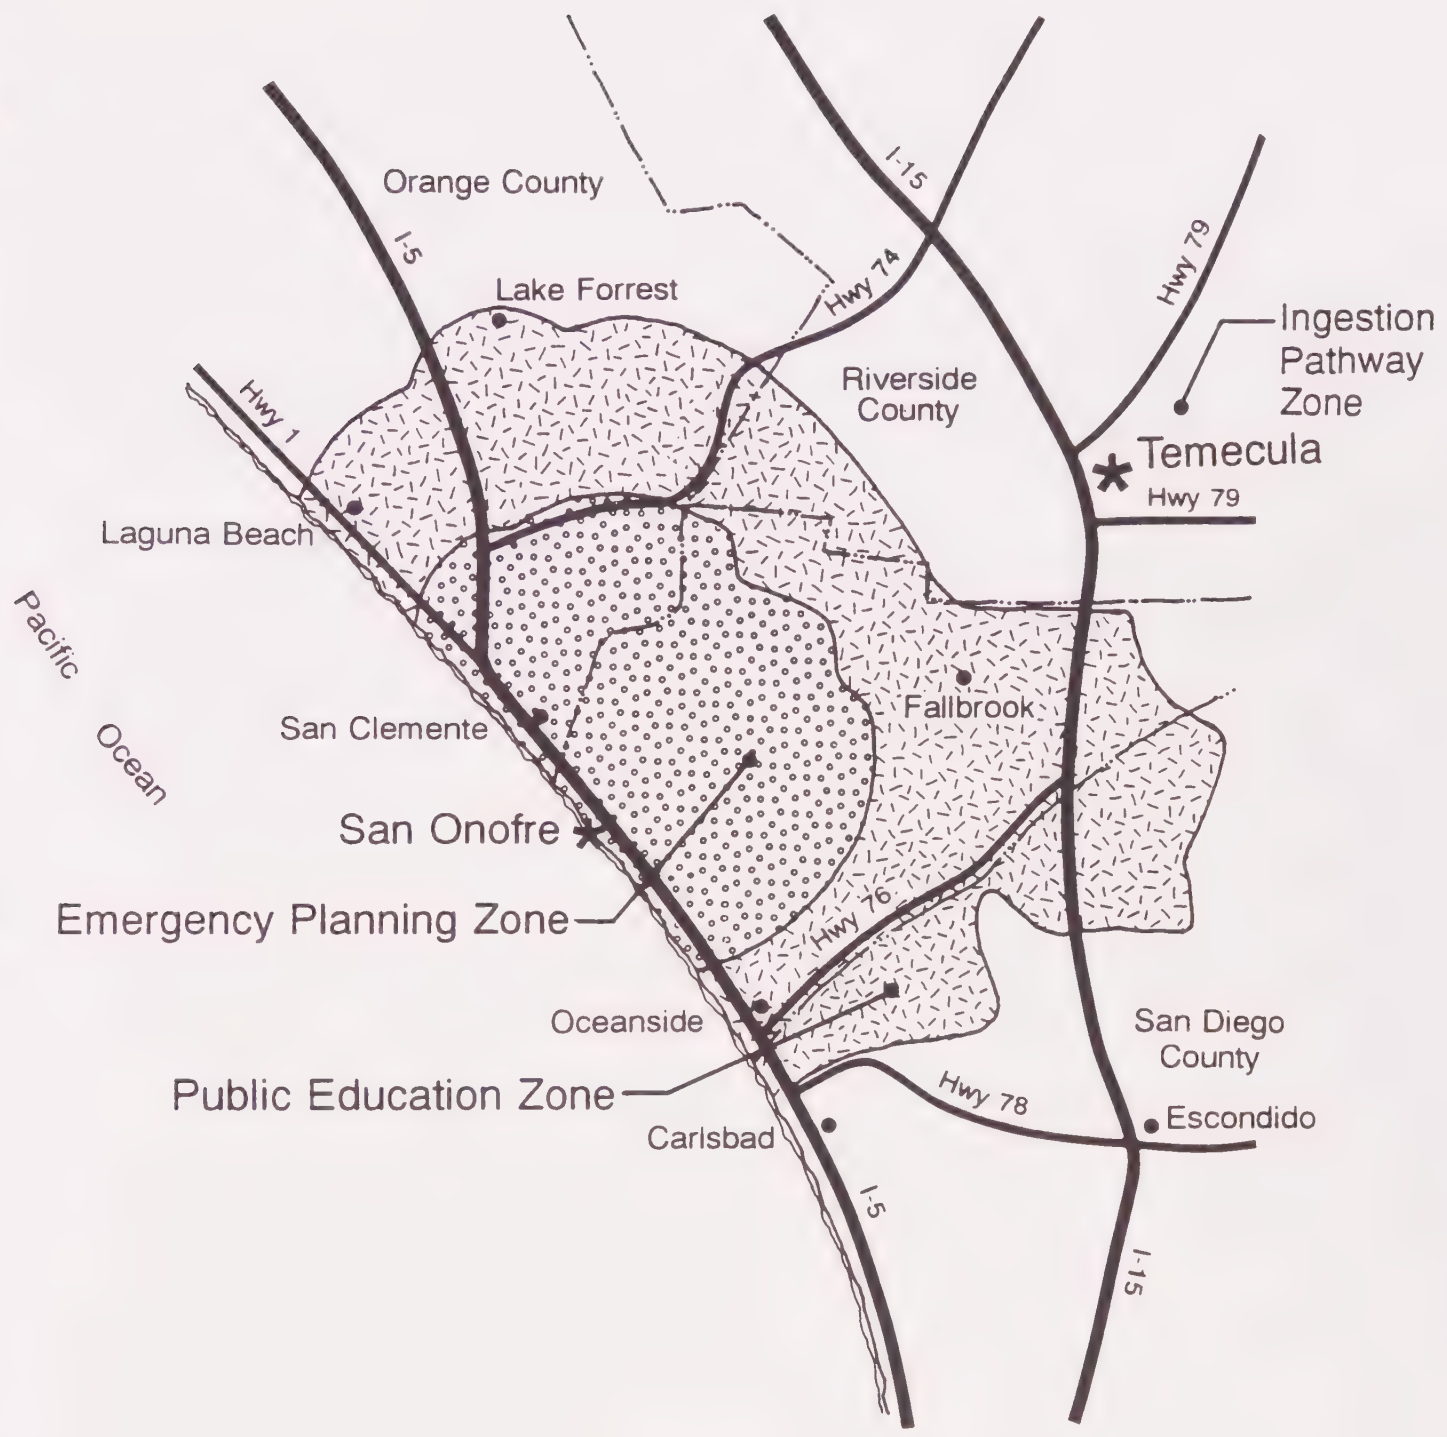 Orange County
I-15
I-5
Hwy 79
Hwy 74
Lake Forrest
Ingestion
Pathway
Zone
Riverside
County
Hwy 1
Temecula
Hwy 79
Laguna Beach
Pacific
Ocean
Fallbrook
San Clemente
San Onofre
Emergency Planning Zone
Hwy 76
Oceanside
San Diego
County
Public Education Zone
Hwy 78
Escondido
Carlsbad
I-5
I-15